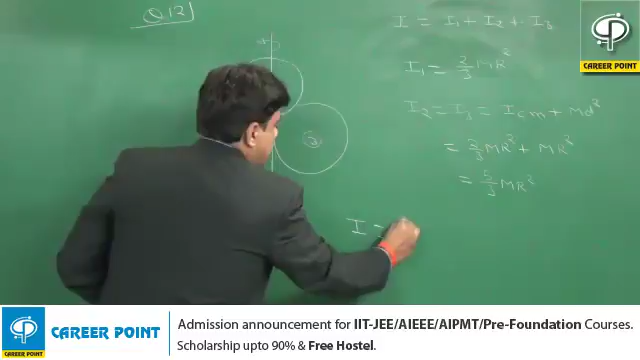 Q.12
I = I₁ + I₂ + I₃
I₁ = 2/3 MR²
I₂ = I₃ = Icm + Md²
= 2/3 MR² + MR²
= 5/3 MR²
②
I =
CAREER POINT
CAREER POINT
Admission announcement for IIT-JEE/AIEEE/AIPMT/Pre-Foundation Courses.
Scholarship upto 90% & Free Hostel.